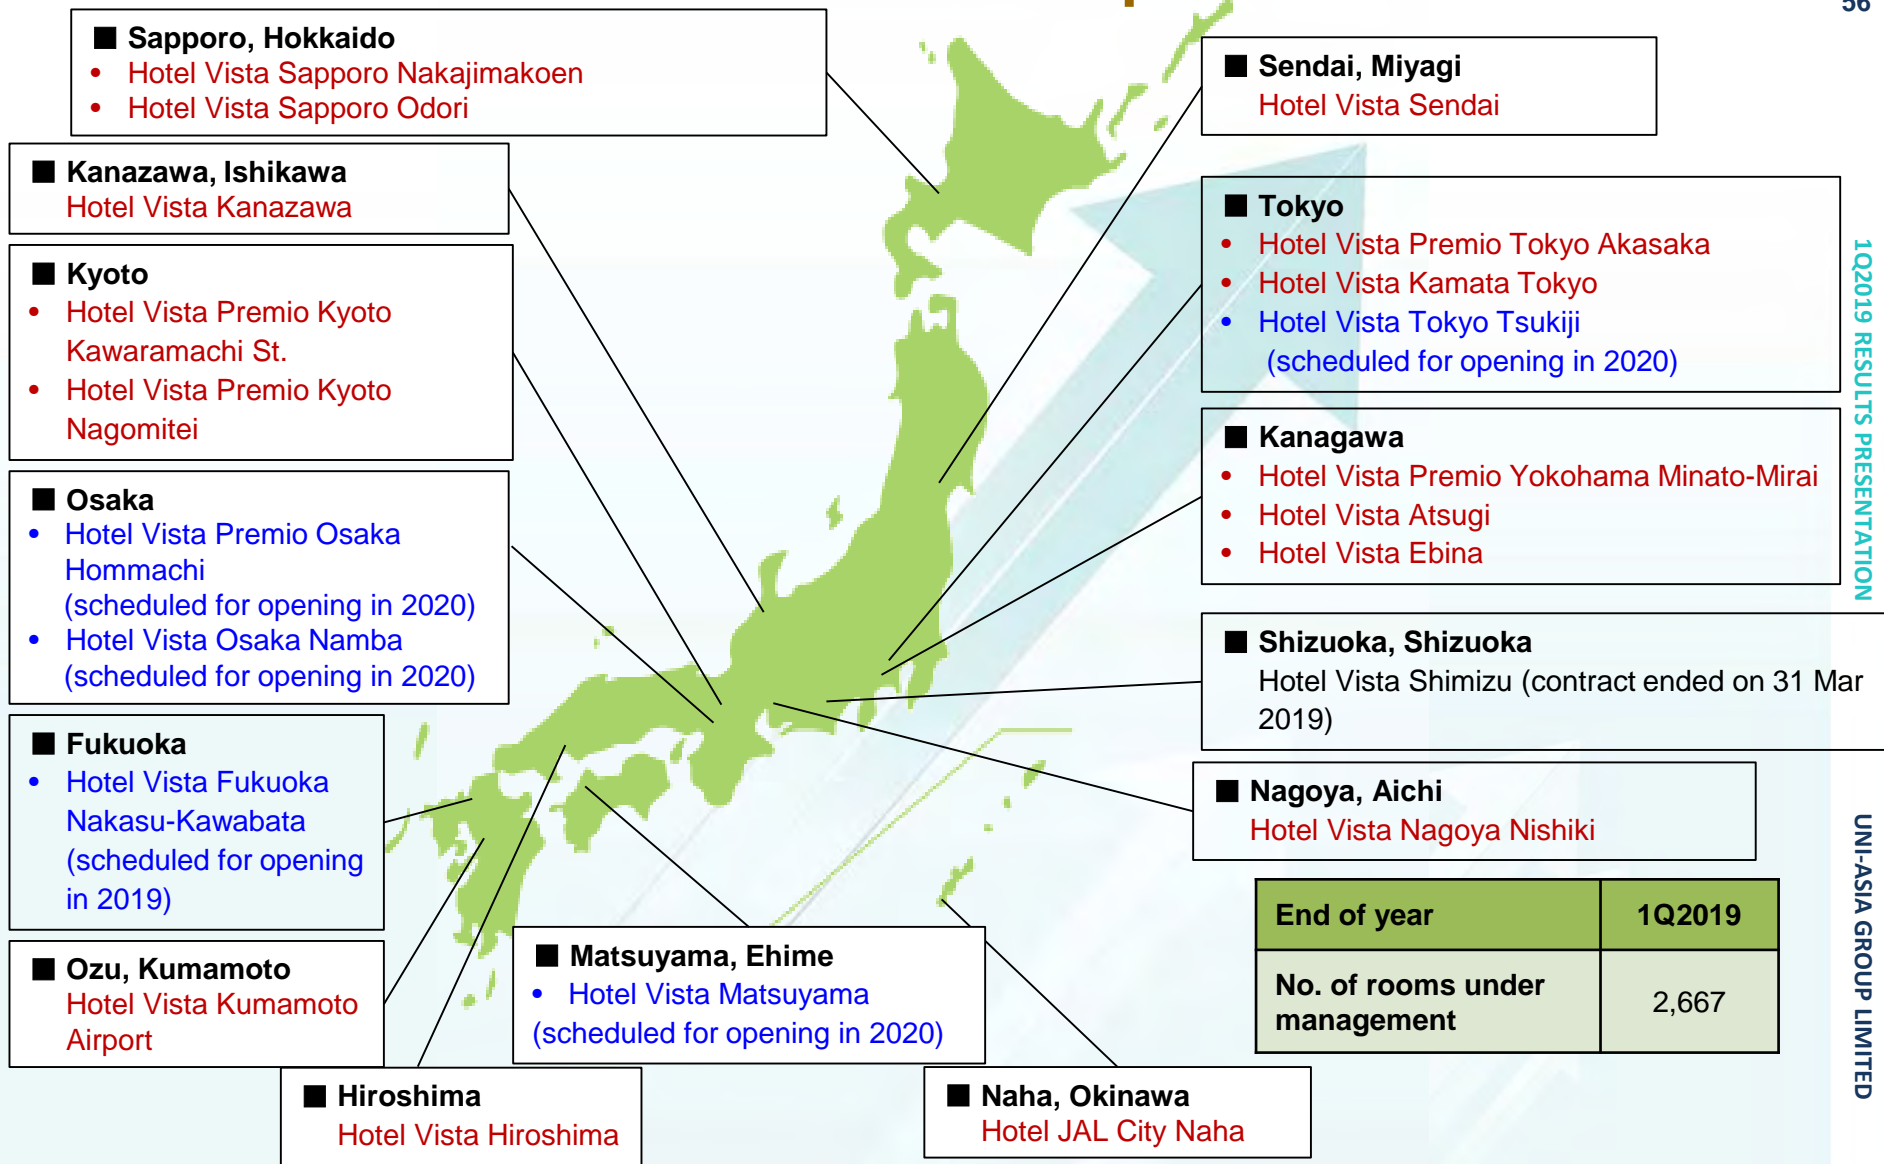 56
■ Sapporo, Hokkaido
• Hotel Vista Sapporo Nakajimakoen
• Hotel Vista Sapporo Odori
■ Kanazawa, Ishikawa
Hotel Vista Kanazawa
■ Kyoto
• Hotel Vista Premio Kyoto
Kawaramachi St.
• Hotel Vista Premio Kyoto
Nagomitei
■ Osaka
• Hotel Vista Premio Osaka
Hommachi
(scheduled for opening in 2020)
• Hotel Vista Osaka Namba
(scheduled for opening in 2020)
■ Fukuoka
• Hotel Vista Fukuoka
Nakasu-Kawabata
(scheduled for opening
in 2019)
■ Ozu, Kumamoto
Hotel Vista Kumamoto
Airport
■ Hiroshima
Hotel Vista Hiroshima
■ Matsuyama, Ehime
• Hotel Vista Matsuyama
(scheduled for opening in 2020)
■ Naha, Okinawa
Hotel JAL City Naha
■ Sendai, Miyagi
Hotel Vista Sendai
■ Tokyo
• Hotel Vista Premio Tokyo Akasaka
• Hotel Vista Kamata Tokyo
• Hotel Vista Tokyo Tsukiji
(scheduled for opening in 2020)
■ Kanagawa
• Hotel Vista Premio Yokohama Minato-Mirai
• Hotel Vista Atsugi
• Hotel Vista Ebina
■ Shizuoka, Shizuoka
Hotel Vista Shimizu (contract ended on 31 Mar
2019)
■ Nagoya, Aichi
Hotel Vista Nagoya Nishiki
End of year 1Q2019
No. of rooms under
management 2,667
1Q2019 RESULTS PRESENTATION
UNI-ASIA GROUP LIMITED